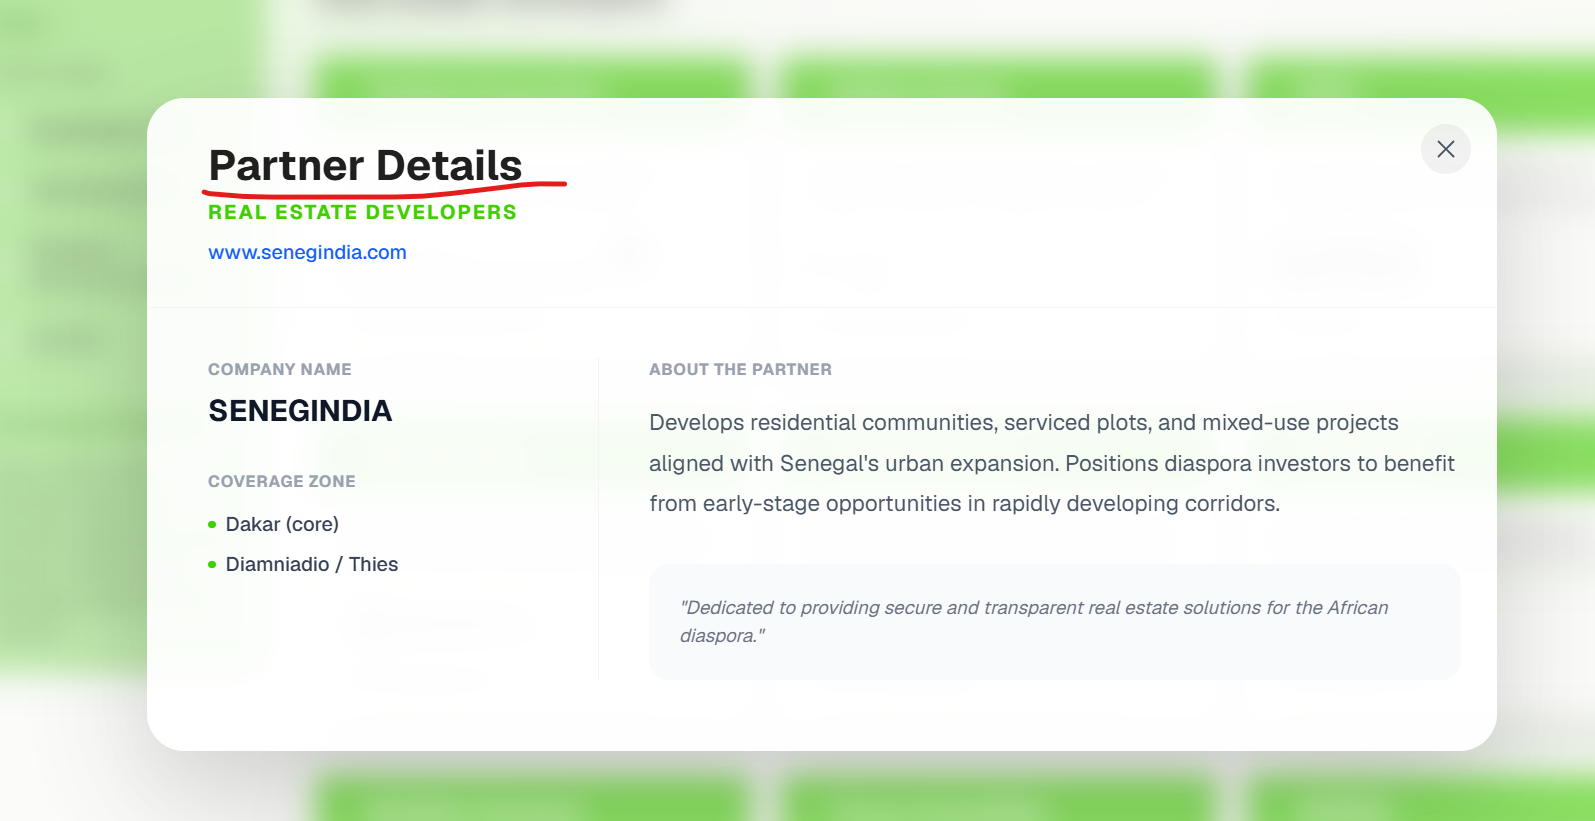 Partner Details
REAL ESTATE DEVELOPERS
www.senegindia.com
COMPANY NAME
SENEGINDIA
COVERAGE ZONE
Dakar (core)
Diamniadio / Thies
ABOUT THE PARTNER
Develops residential communities, serviced plots, and mixed-use projects
aligned with Senegal's urban expansion. Positions diaspora investors to benefit
from early-stage opportunities in rapidly developing corridors.
"Dedicated to providing secure and transparent real estate solutions for the African
diaspora."